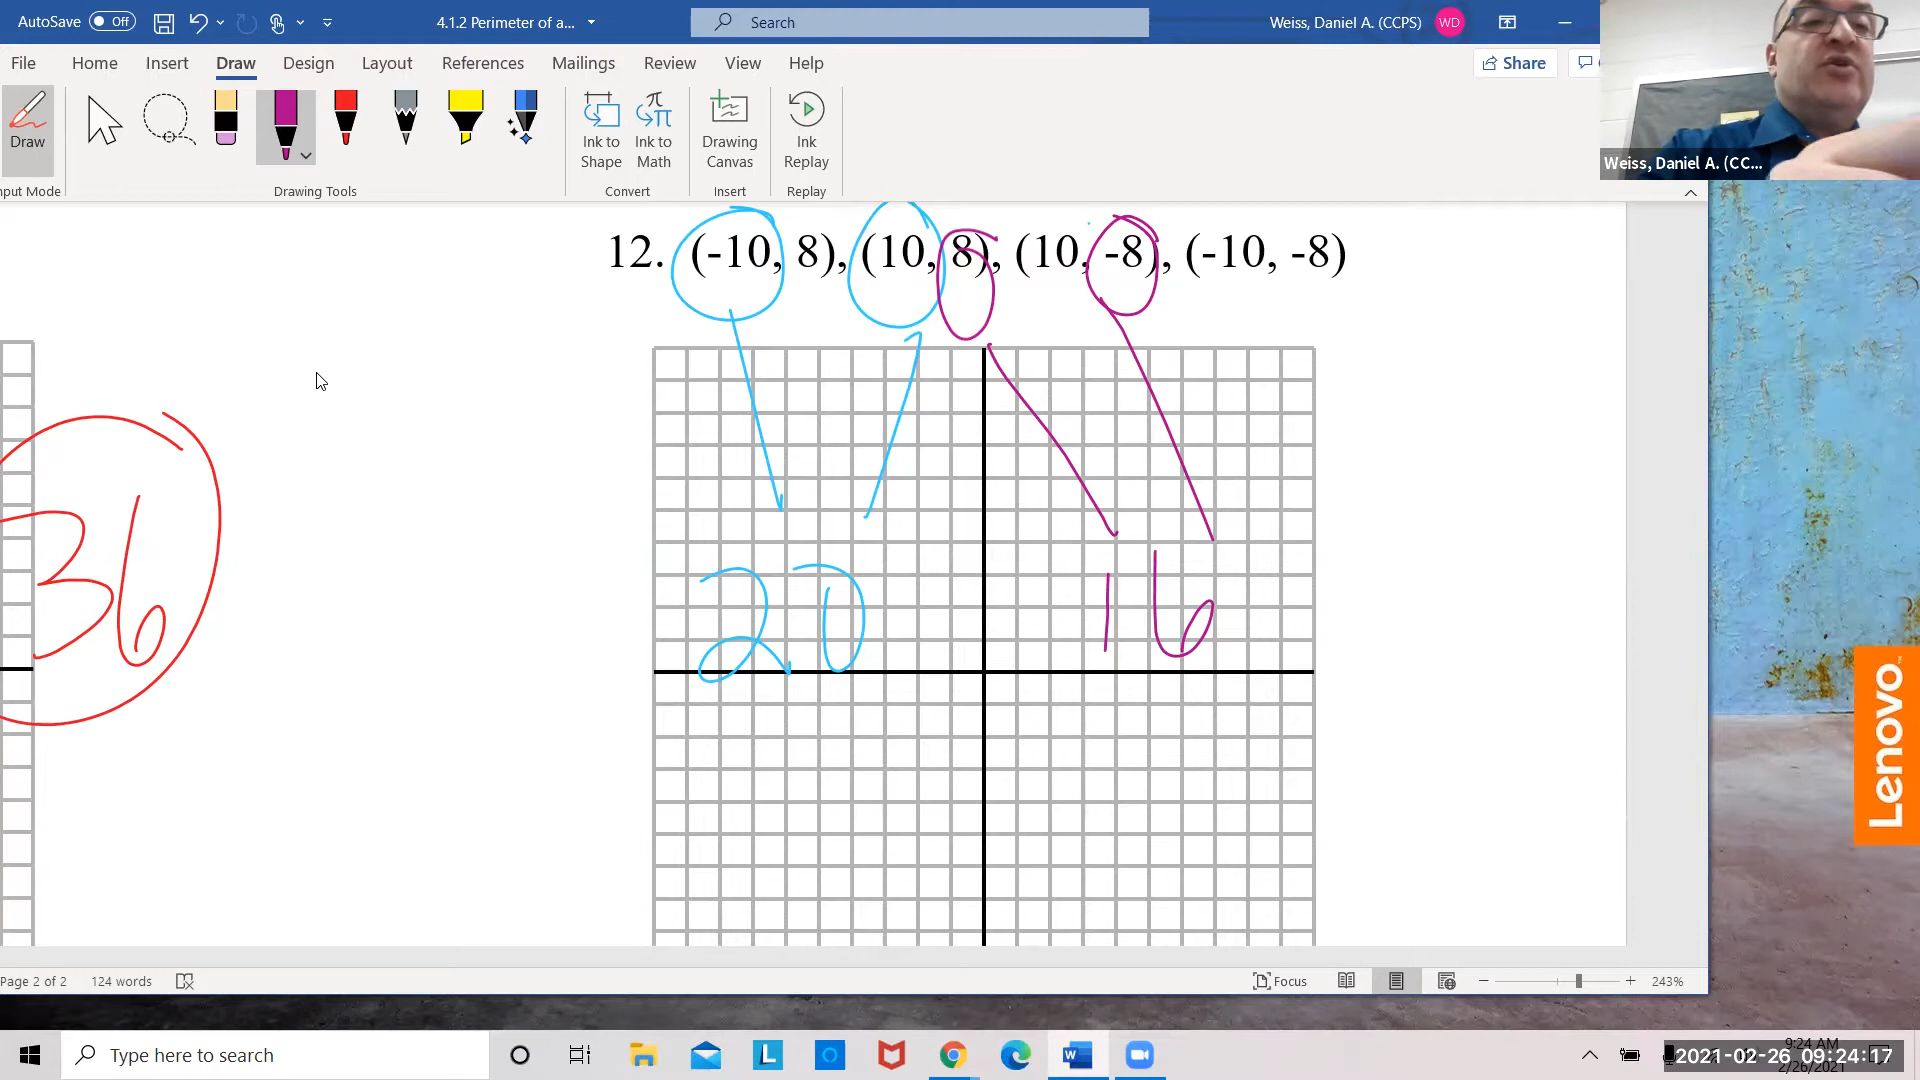 AutoSave Off 4.1.2 Perimeter of a... Search Weiss, Daniel A. (CCPS) WD
File Home Insert Draw Design Layout References Mailings Review View Help Share
Draw
Ink to Shape
Ink to Math
Drawing Canvas
Ink Replay
nput Mode Drawing Tools Convert Insert Replay
Weiss, Daniel A. (CC...
12. (-10, 8), (10, 8), (10, -8), (-10, -8)
36
20 16
Lenovo
Page 2 of 2 124 words Focus 243%
Type here to search
9:24 AM
2021-02-26 09:24:17